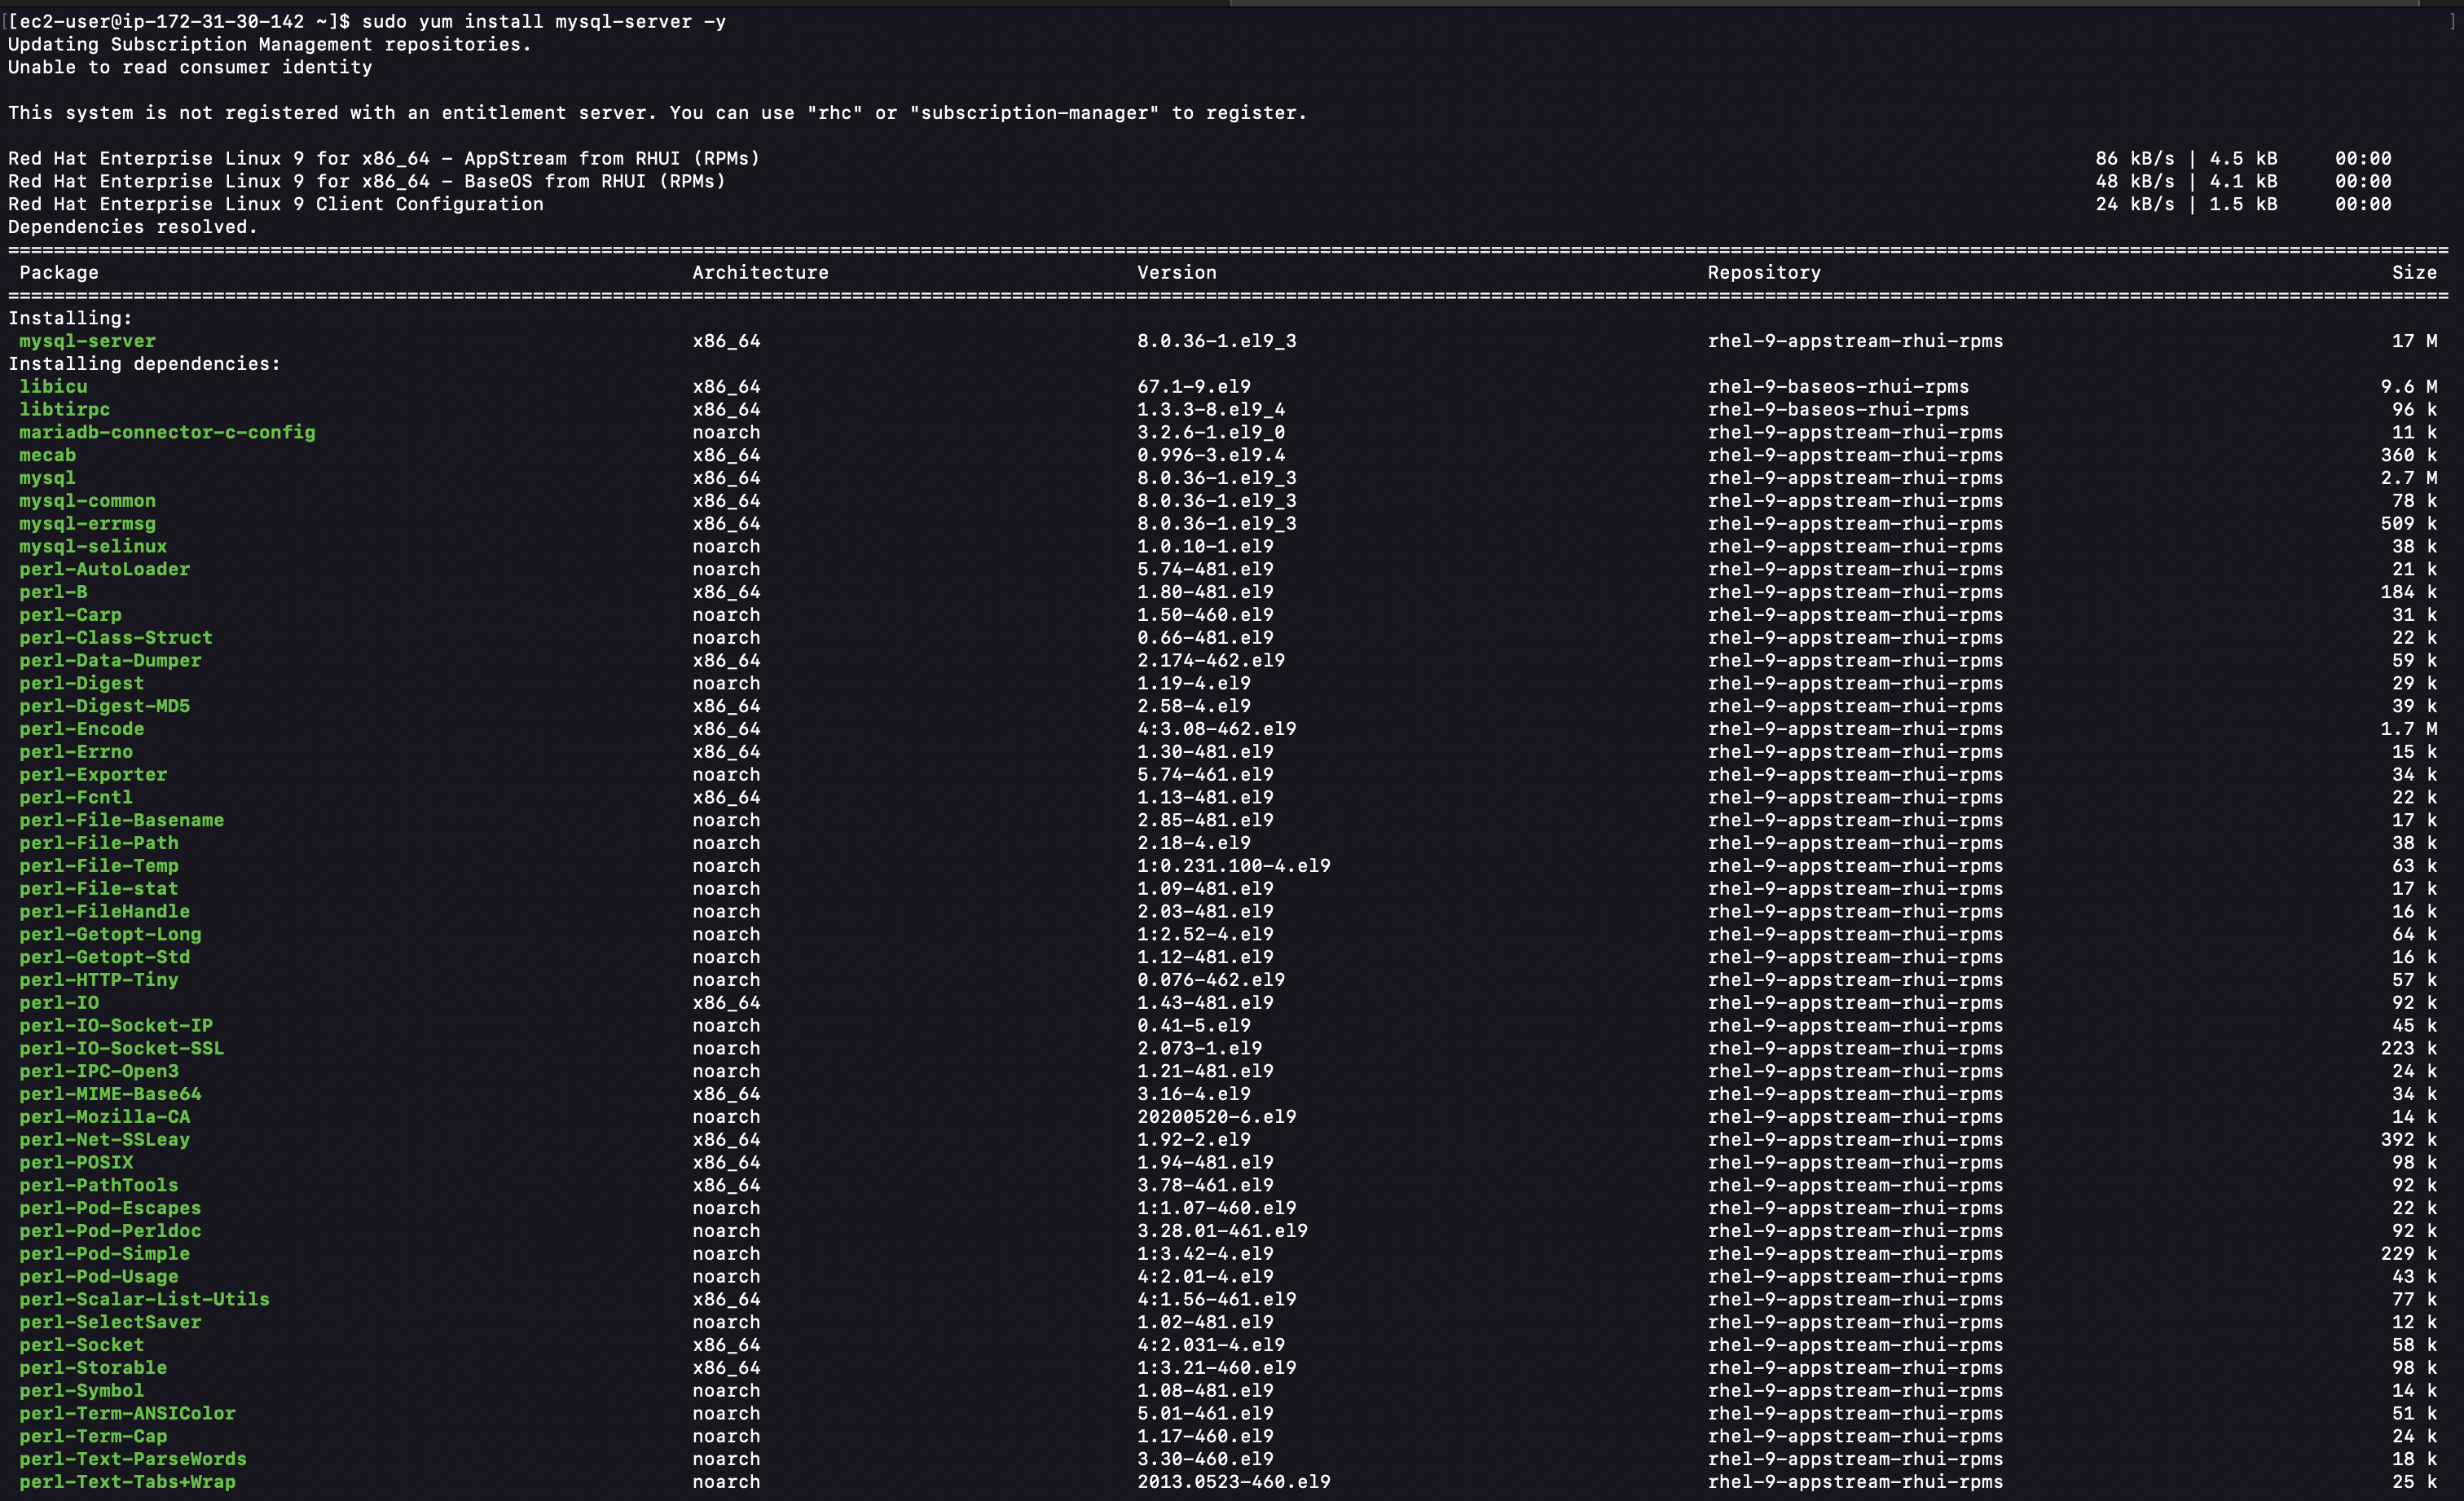 [[ec2-user@ip-172-31-30-142 ~]$ sudo yum install mysql-server -y ]
Updating Subscription Management repositories.
Unable to read consumer identity
This system is not registered with an entitlement server. You can use "rhc" or "subscription-manager" to register.
Red Hat Enterprise Linux 9 for x86_64 - AppStream from RHUI (RPMs) 86 kB/s | 4.5 kB 00:00
Red Hat Enterprise Linux 9 for x86_64 - BaseOS from RHUI (RPMs) 48 kB/s | 4.1 kB 00:00
Red Hat Enterprise Linux 9 Client Configuration 24 kB/s | 1.5 kB 00:00
Dependencies resolved.
Package Architecture Version Repository Size
Installing:
mysql-server x86_64 8.0.36-1.el9_3 rhel-9-appstream-rhui-rpms 17 M
Installing dependencies:
libicu x86_64 67.1-9.el9 rhel-9-baseos-rhui-rpms 9.6 M
libtirpc x86_64 1.3.3-8.el9_4 rhel-9-baseos-rhui-rpms 96 k
mariadb-connector-c-config noarch 3.2.6-1.el9_0 rhel-9-appstream-rhui-rpms 11 k
mecab x86_64 0.996-3.el9.4 rhel-9-appstream-rhui-rpms 360 k
mysql x86_64 8.0.36-1.el9_3 rhel-9-appstream-rhui-rpms 2.7 M
mysql-common x86_64 8.0.36-1.el9_3 rhel-9-appstream-rhui-rpms 78 k
mysql-errmsg x86_64 8.0.36-1.el9_3 rhel-9-appstream-rhui-rpms 509 k
mysql-selinux noarch 1.0.10-1.el9 rhel-9-appstream-rhui-rpms 38 k
perl-AutoLoader noarch 5.74-481.el9 rhel-9-appstream-rhui-rpms 21 k
perl-B x86_64 1.80-481.el9 rhel-9-appstream-rhui-rpms 184 k
perl-Carp noarch 1.50-460.el9 rhel-9-appstream-rhui-rpms 31 k
perl-Class-Struct noarch 0.66-481.el9 rhel-9-appstream-rhui-rpms 22 k
perl-Data-Dumper x86_64 2.174-462.el9 rhel-9-appstream-rhui-rpms 59 k
perl-Digest noarch 1.19-4.el9 rhel-9-appstream-rhui-rpms 29 k
perl-Digest-MD5 x86_64 2.58-4.el9 rhel-9-appstream-rhui-rpms 39 k
perl-Encode x86_64 4:3.08-462.el9 rhel-9-appstream-rhui-rpms 1.7 M
perl-Errno x86_64 1.30-481.el9 rhel-9-appstream-rhui-rpms 15 k
perl-Exporter noarch 5.74-461.el9 rhel-9-appstream-rhui-rpms 34 k
perl-Fcntl x86_64 1.13-481.el9 rhel-9-appstream-rhui-rpms 22 k
perl-File-Basename noarch 2.85-481.el9 rhel-9-appstream-rhui-rpms 17 k
perl-File-Path noarch 2.18-4.el9 rhel-9-appstream-rhui-rpms 38 k
perl-File-Temp noarch 1:0.231.100-4.el9 rhel-9-appstream-rhui-rpms 63 k
perl-File-stat noarch 1.09-481.el9 rhel-9-appstream-rhui-rpms 17 k
perl-FileHandle noarch 2.03-481.el9 rhel-9-appstream-rhui-rpms 16 k
perl-Getopt-Long noarch 1:2.52-4.el9 rhel-9-appstream-rhui-rpms 64 k
perl-Getopt-Std noarch 1.12-481.el9 rhel-9-appstream-rhui-rpms 16 k
perl-HTTP-Tiny noarch 0.076-462.el9 rhel-9-appstream-rhui-rpms 57 k
perl-IO x86_64 1.43-481.el9 rhel-9-appstream-rhui-rpms 92 k
perl-IO-Socket-IP noarch 0.41-5.el9 rhel-9-appstream-rhui-rpms 45 k
perl-IO-Socket-SSL noarch 2.073-1.el9 rhel-9-appstream-rhui-rpms 223 k
perl-IPC-Open3 noarch 1.21-481.el9 rhel-9-appstream-rhui-rpms 24 k
perl-MIME-Base64 x86_64 3.16-4.el9 rhel-9-appstream-rhui-rpms 34 k
perl-Mozilla-CA noarch 20200520-6.el9 rhel-9-appstream-rhui-rpms 14 k
perl-Net-SSLeay x86_64 1.92-2.el9 rhel-9-appstream-rhui-rpms 392 k
perl-POSIX x86_64 1.94-481.el9 rhel-9-appstream-rhui-rpms 98 k
perl-PathTools x86_64 3.78-461.el9 rhel-9-appstream-rhui-rpms 92 k
perl-Pod-Escapes noarch 1:1.07-460.el9 rhel-9-appstream-rhui-rpms 22 k
perl-Pod-Perldoc noarch 3.28.01-461.el9 rhel-9-appstream-rhui-rpms 92 k
perl-Pod-Simple noarch 1:3.42-4.el9 rhel-9-appstream-rhui-rpms 229 k
perl-Pod-Usage noarch 4:2.01-4.el9 rhel-9-appstream-rhui-rpms 43 k
perl-Scalar-List-Utils x86_64 4:1.56-461.el9 rhel-9-appstream-rhui-rpms 77 k
perl-SelectSaver noarch 1.02-481.el9 rhel-9-appstream-rhui-rpms 12 k
perl-Socket x86_64 4:2.031-4.el9 rhel-9-appstream-rhui-rpms 58 k
perl-Storable x86_64 1:3.21-460.el9 rhel-9-appstream-rhui-rpms 98 k
perl-Symbol noarch 1.08-481.el9 rhel-9-appstream-rhui-rpms 14 k
perl-Term-ANSIColor noarch 5.01-461.el9 rhel-9-appstream-rhui-rpms 51 k
perl-Term-Cap noarch 1.17-460.el9 rhel-9-appstream-rhui-rpms 24 k
perl-Text-ParseWords noarch 3.30-460.el9 rhel-9-appstream-rhui-rpms 18 k
perl-Text-Tabs+Wrap noarch 2013.0523-460.el9 rhel-9-appstream-rhui-rpms 25 k